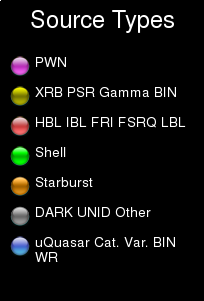 Source Types
PWN
XRB PSR Gamma BIN
HBL IBL FRI FSRQ LBL
Shell
Starburst
DARK UNID Other
uQuasar Cat. Var. BIN
WR